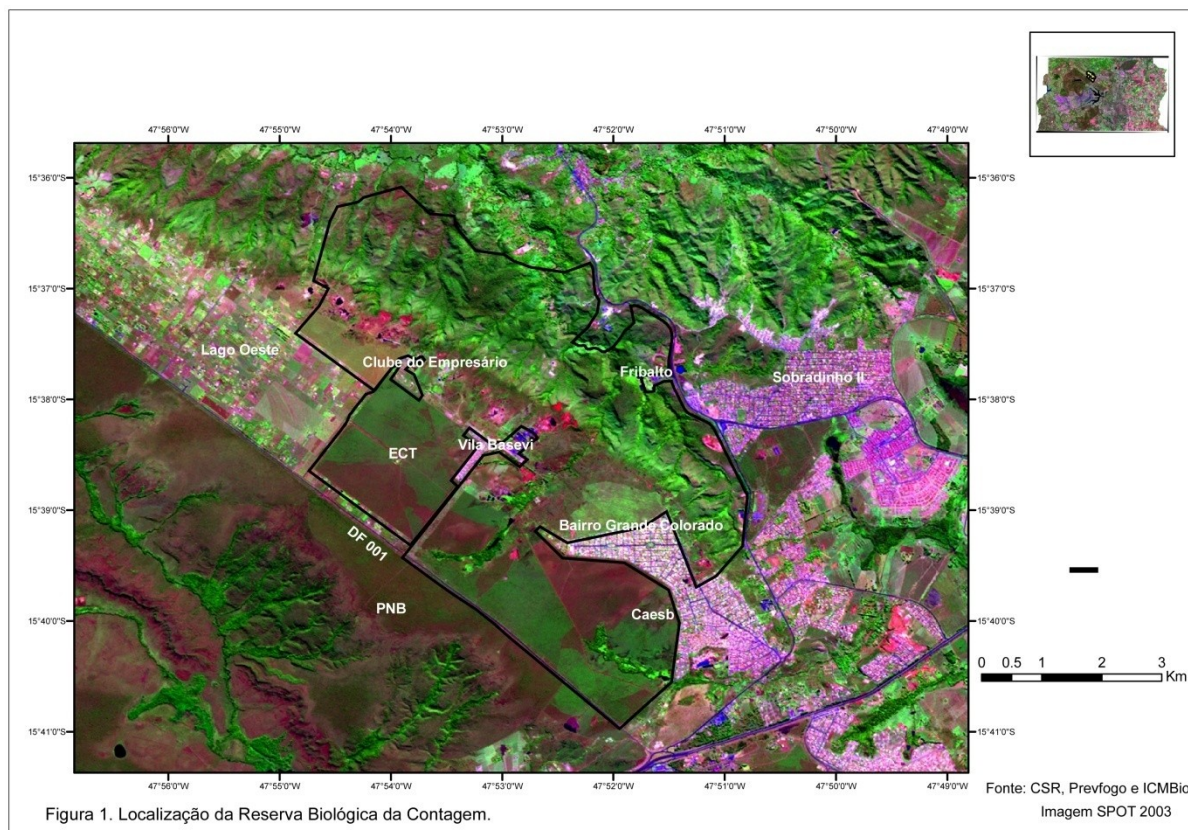 47°56'0"W 47°55'0"W 47°54'0"W 47°53'0"W 47°52'0"W 47°51'0"W 47°50'0"W 47°49'0"W
15°36'0"S 15°36'0"S
15°37'0"S 15°37'0"S
Lago Oeste
Clube do Empresário
Fribalto
Sobradinho II
15°38'0"S 15°38'0"S
Vila Basevi
ECT
15°39'0"S 15°39'0"S
Bairro Grande Colorado
DF 001
PNB
Caesb
15°40'0"S 15°40'0"S
0 0.5 1 2 3
Km
15°41'0"S 15°41'0"S
47°56'0"W 47°55'0"W 47°54'0"W 47°53'0"W 47°52'0"W 47°51'0"W 47°50'0"W 47°49'0"W
Fonte: CSR, Prevfogo e ICMBio
Imagem SPOT 2003
Figura 1. Localização da Reserva Biológica da Contagem.